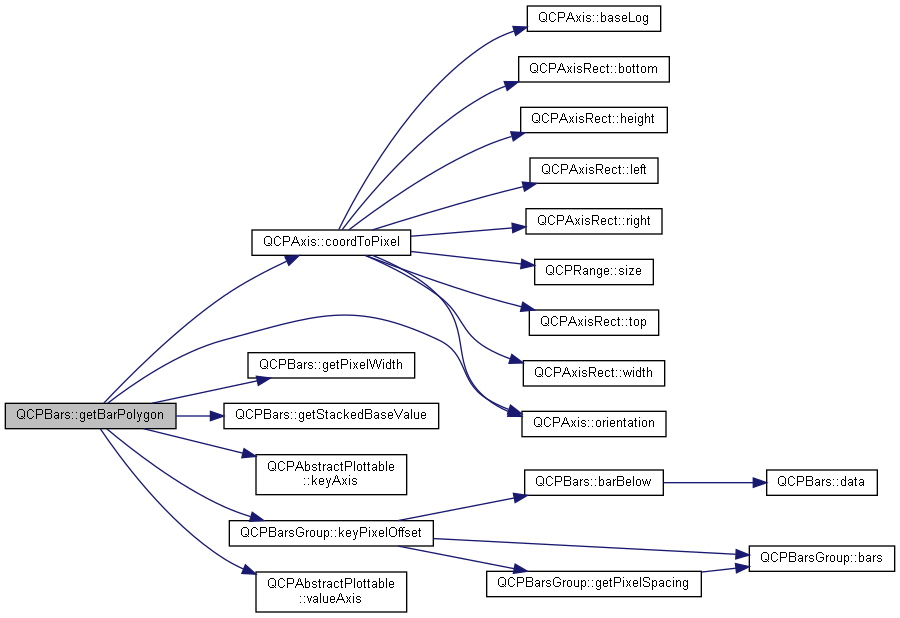 QCPAxis::baseLog
QCPAxisRect::bottom
QCPAxisRect::height
QCPAxisRect::left
QCPAxisRect::right
QCPAxis::coordToPixel
QCPRange::size
QCPAxisRect::top
QCPBars::getPixelWidth
QCPAxisRect::width
QCPBars::getBarPolygon
QCPBars::getStackedBaseValue
QCPAxis::orientation
QCPAbstractPlottable
::keyAxis
QCPBars::barBelow
QCPBars::data
QCPBarsGroup::keyPixelOffset
QCPBarsGroup::bars
QCPBarsGroup::getPixelSpacing
QCPAbstractPlottable
::valueAxis